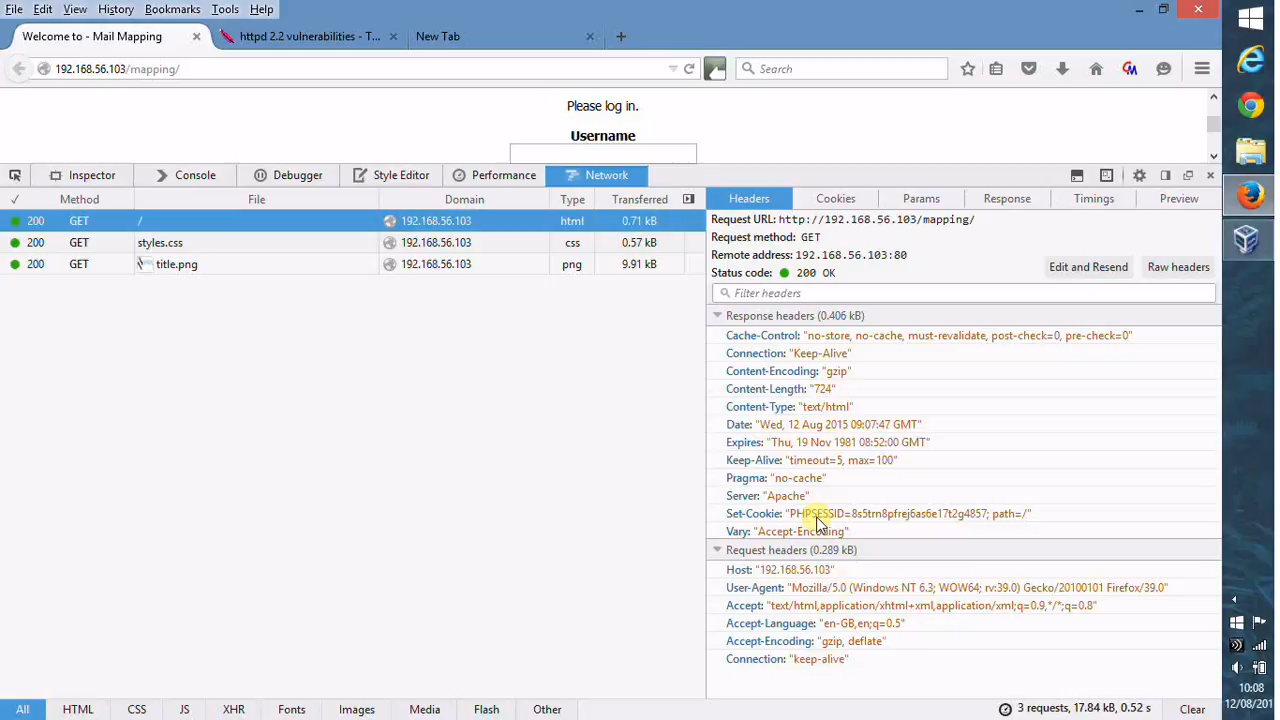 File Edit View History Bookmarks Tools Help
Welcome to - Mail Mapping
httpd 2.2 vulnerabilities - T...
New Tab
192.168.56.103/mapping/
Search
Please log in.
Username
Inspector Console Debugger Style Editor Performance Network
✓ Method File Domain Type Transferred
200 GET / 192.168.56.103 html 0.71 kB
200 GET styles.css 192.168.56.103 css 0.57 kB
200 GET title.png 192.168.56.103 png 9.91 kB
Headers Cookies Params Response Timings Preview
Request URL: http://192.168.56.103/mapping/
Request method: GET
Remote address: 192.168.56.103:80
Status code: 200 OK
Edit and Resend Raw headers
Filter headers
Response headers (0.406 kB)
Cache-Control: "no-store, no-cache, must-revalidate, post-check=0, pre-check=0"
Connection: "Keep-Alive"
Content-Encoding: "gzip"
Content-Length: "724"
Content-Type: "text/html"
Date: "Wed, 12 Aug 2015 09:07:47 GMT"
Expires: "Thu, 19 Nov 1981 08:52:00 GMT"
Keep-Alive: "timeout=5, max=100"
Pragma: "no-cache"
Server: "Apache"
Set-Cookie: "PHPSESSID=8s5trn8pfrej6as6e17t2g4857; path=/"
Vary: "Accept-Encoding"
Request headers (0.289 kB)
Host: "192.168.56.103"
User-Agent: "Mozilla/5.0 (Windows NT 6.3; WOW64; rv:39.0) Gecko/20100101 Firefox/39.0"
Accept: "text/html,application/xhtml+xml,application/xml;q=0.9,*/*;q=0.8"
Accept-Language: "en-GB,en;q=0.5"
Accept-Encoding: "gzip, deflate"
Connection: "keep-alive"
All HTML CSS JS XHR Fonts Images Media Flash Other
3 requests, 17.84 kB, 0.52 s
Clear
10:08
12/08/201